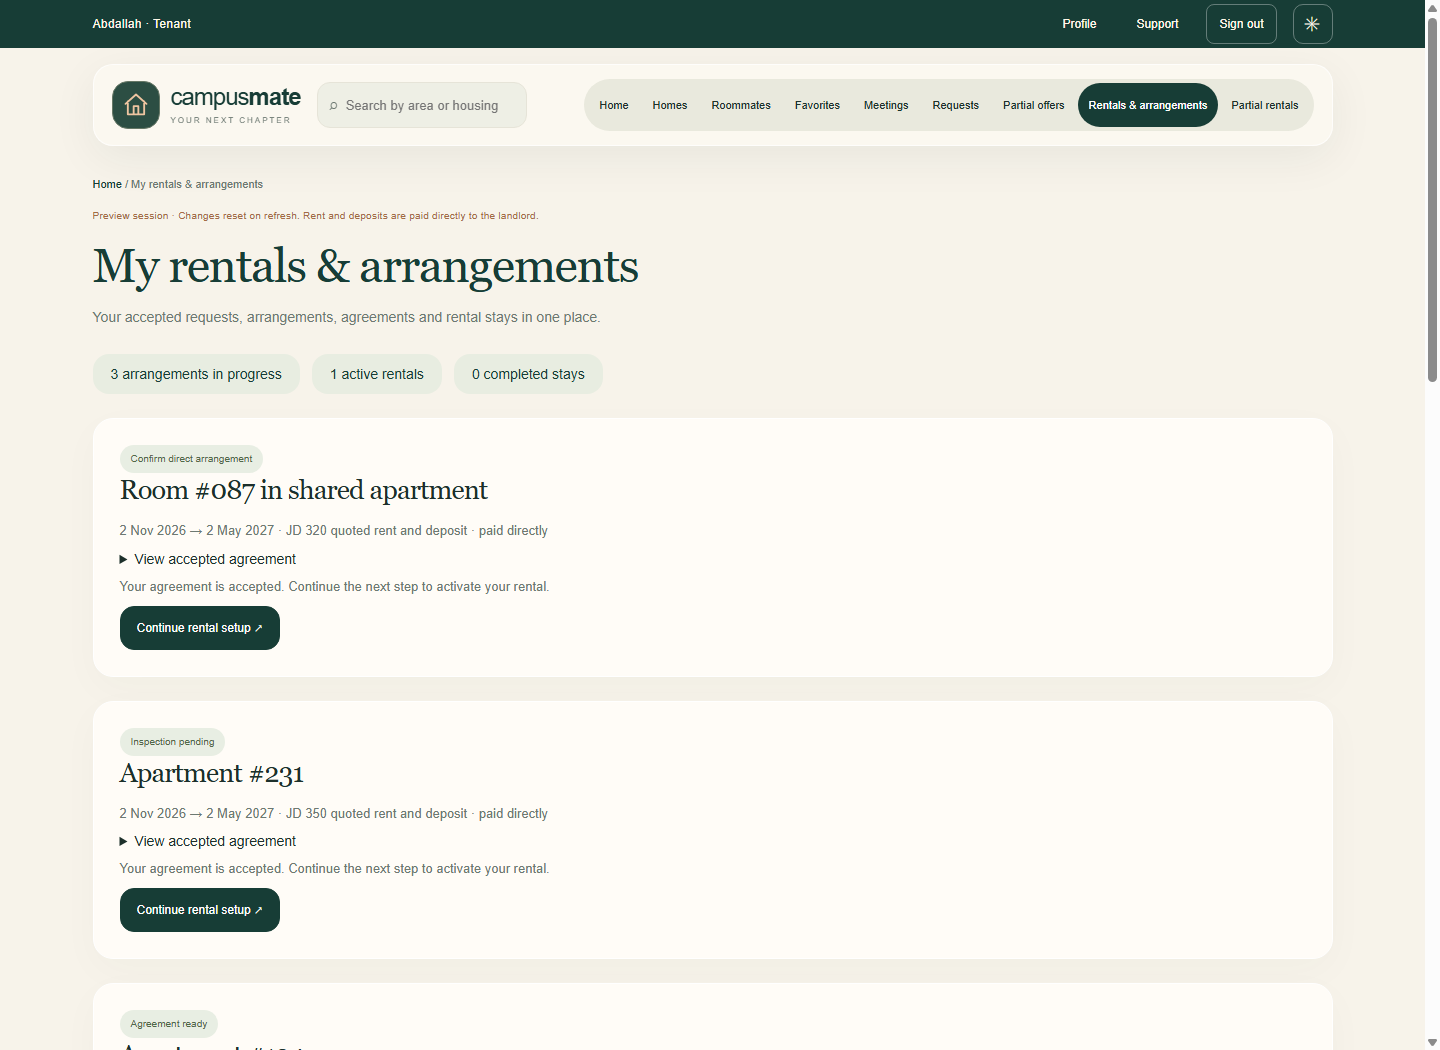 Abdallah · Tenant
Profile
Support
Sign out
campusmate
YOUR NEXT CHAPTER
Search by area or housing
Home
Homes
Roommates
Favorites
Meetings
Requests
Partial offers
Rentals & arrangements
Partial rentals
Home / My rentals & arrangements
Preview session · Changes reset on refresh. Rent and deposits are paid directly to the landlord.
My rentals & arrangements
Your accepted requests, arrangements, agreements and rental stays in one place.
3 arrangements in progress
1 active rentals
0 completed stays
Confirm direct arrangement
Room #087 in shared apartment
2 Nov 2026 → 2 May 2027 · JD 320 quoted rent and deposit · paid directly
▶ View accepted agreement
Your agreement is accepted. Continue the next step to activate your rental.
Continue rental setup ↗
Inspection pending
Apartment #231
2 Nov 2026 → 2 May 2027 · JD 350 quoted rent and deposit · paid directly
▶ View accepted agreement
Your agreement is accepted. Continue the next step to activate your rental.
Continue rental setup ↗
Agreement ready